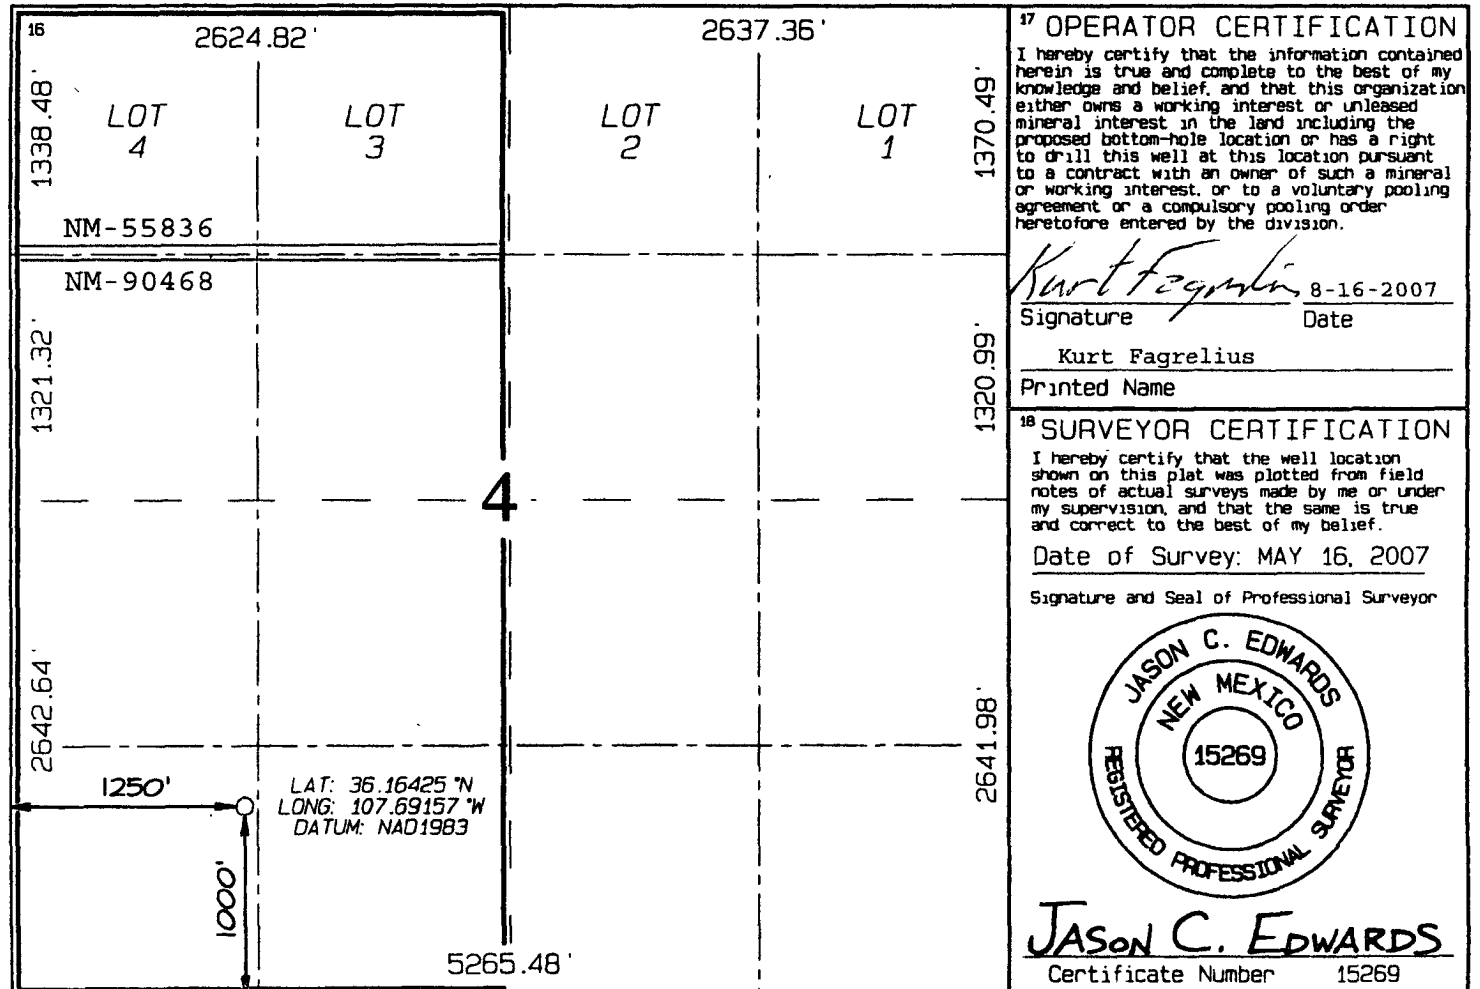 16
2624.82'
2637.36'
1338.48'
LOT
4
LOT
3
LOT
2
LOT
1
1370.49'
NM-55836
NM-90468
1321.32'
1320.99'
4
2642.64'
2641.98'
1250'
LAT: 36.16425 °N
LONG: 107.69157 °W
DATUM: NAD1983
1000'
5265.48'
17 OPERATOR CERTIFICATION
I hereby certify that the information contained
herein is true and complete to the best of my
knowledge and belief, and that this organization
either owns a working interest or unleased
mineral interest in the land including the
proposed bottom-hole location or has a right
to drill this well at this location pursuant
to a contract with an owner of such a mineral
or working interest, or to a voluntary pooling
agreement or a compulsory pooling order
heretofore entered by the division.
Kurt Fagrelius 8-16-2007
Signature Date
Kurt Fagrelius
Printed Name
18 SURVEYOR CERTIFICATION
I hereby certify that the well location
shown on this plat was plotted from field
notes of actual surveys made by me or under
my supervision, and that the same is true
and correct to the best of my belief.
Date of Survey: MAY 16, 2007
Signature and Seal of Professional Surveyor
JASON C. EDWARDS
NEW MEXICO
15269
REGISTERED PROFESSIONAL SURVEYOR
JASON C. EDWARDS
Certificate Number 15269